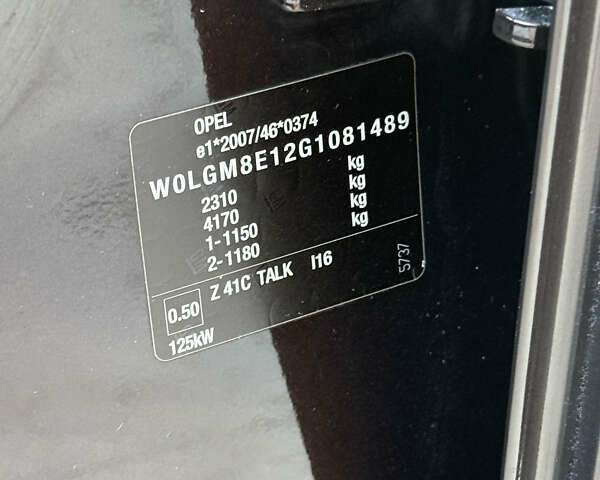 OPEL
e1*2007/46*0374
W0LGM8E12G1081489
2310 kg
4170 kg
1-1150 kg
2-1180 kg
Z 41C TALK I16
5737
0.50
125kW